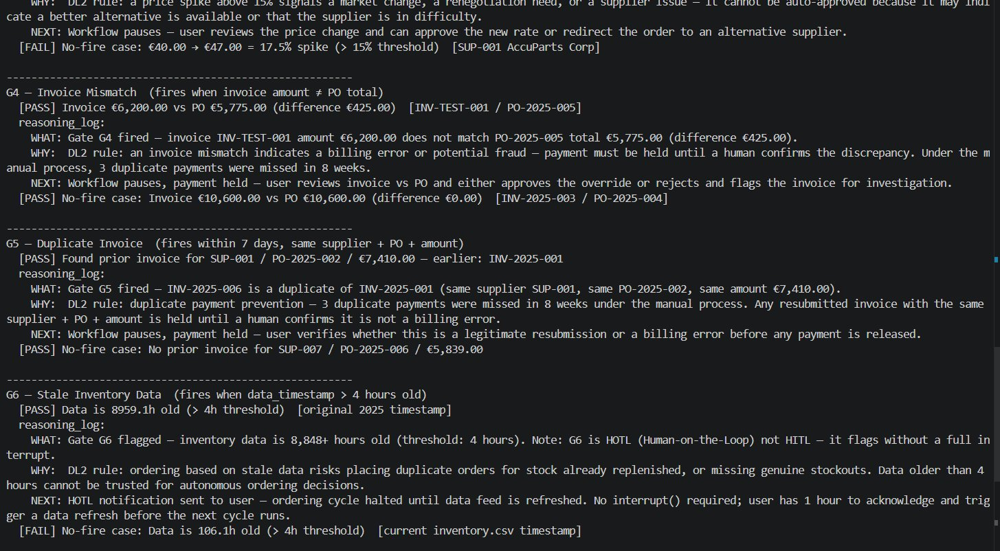 WHY:  DL2 rule: a price spike above 15% signals a market change, a renegotiation need, or a supplier issue — it cannot be auto-approved because it may indi
cate a better alternative is available or that the supplier is in difficulty.
NEXT: Workflow pauses — user reviews the price change and can approve the new rate or redirect the order to an alternative supplier.
[FAIL] No-fire case: €40.00 → €47.00 = 17.5% spike (> 15% threshold)  [SUP-001 AccuParts Corp]
--------------------------------------------------------
G4 — Invoice Mismatch  (fires when invoice amount ≠ PO total)
[PASS] Invoice €6,200.00 vs PO €5,775.00 (difference €425.00)  [INV-TEST-001 / PO-2025-005]
reasoning_log:
WHAT: Gate G4 fired — invoice INV-TEST-001 amount €6,200.00 does not match PO-2025-005 total €5,775.00 (difference €425.00).
WHY:  DL2 rule: an invoice mismatch indicates a billing error or potential fraud — payment must be held until a human confirms the discrepancy. Under the m
anual process, 3 duplicate payments were missed in 8 weeks.
NEXT: Workflow pauses, payment held — user reviews invoice vs PO and either approves the override or rejects and flags the invoice for investigation.
[PASS] No-fire case: Invoice €10,600.00 vs PO €10,600.00 (difference €0.00)  [INV-2025-003 / PO-2025-004]
--------------------------------------------------------
G5 — Duplicate Invoice  (fires within 7 days, same supplier + PO + amount)
[PASS] Found prior invoice for SUP-001 / PO-2025-002 / €7,410.00 — earlier: INV-2025-001
reasoning_log:
WHAT: Gate G5 fired — INV-2025-006 is a duplicate of INV-2025-001 (same supplier SUP-001, same PO-2025-002, same amount €7,410.00).
WHY:  DL2 rule: duplicate payment prevention — 3 duplicate payments were missed in 8 weeks under the manual process. Any resubmitted invoice with the same
supplier + PO + amount is held until a human confirms it is not a billing error.
NEXT: Workflow pauses, payment held — user verifies whether this is a legitimate resubmission or a billing error before any payment is released.
[PASS] No-fire case: No prior invoice for SUP-007 / PO-2025-006 / €5,839.00
--------------------------------------------------------
G6 — Stale Inventory Data  (fires when data_timestamp > 4 hours old)
[PASS] Data is 8959.1h old (> 4h threshold)  [original 2025 timestamp]
reasoning_log:
WHAT: Gate G6 flagged — inventory data is 8,848+ hours old (threshold: 4 hours). Note: G6 is HOTL (Human-on-the-Loop) not HITL — it flags without a full in
terrupt.
WHY:  DL2 rule: ordering based on stale data risks placing duplicate orders for stock already replenished, or missing genuine stockouts. Data older than 4
hours cannot be trusted for autonomous ordering decisions.
NEXT: HOTL notification sent to user — ordering cycle halted until data feed is refreshed. No interrupt() required; user has 1 hour to acknowledge and trig
ger a data refresh before the next cycle runs.
[FAIL] No-fire case: Data is 106.1h old (> 4h threshold)  [current inventory.csv timestamp]